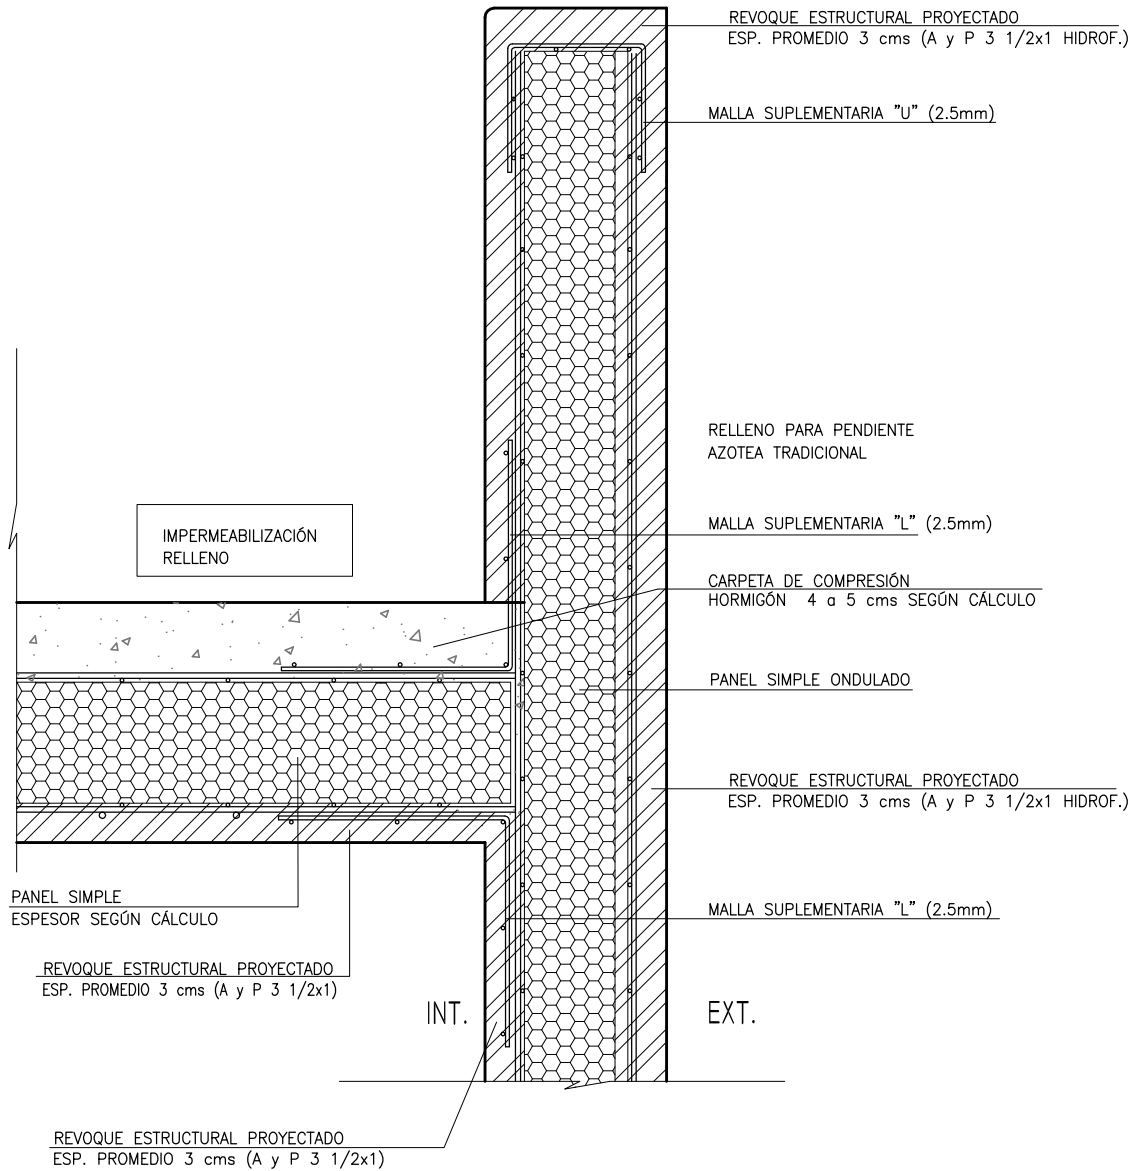 REVOQUE ESTRUCTURAL PROYECTADO
ESP. PROMEDIO 3 cms (A y P 3 1/2x1 HIDROF.)
MALLA SUPLEMENTARIA "U" (2.5mm)
RELLENO PARA PENDIENTE
AZOTEA TRADICIONAL
MALLA SUPLEMENTARIA "L" (2.5mm)
IMPERMEABILIZACIÓN
RELLENO
CARPETA DE COMPRESIÓN
HORMIGÓN 4 a 5 cms SEGÚN CÁLCULO
PANEL SIMPLE ONDULADO
REVOQUE ESTRUCTURAL PROYECTADO
ESP. PROMEDIO 3 cms (A y P 3 1/2x1 HIDROF.)
PANEL SIMPLE
ESPESOR SEGÚN CÁLCULO
MALLA SUPLEMENTARIA "L" (2.5mm)
REVOQUE ESTRUCTURAL PROYECTADO
ESP. PROMEDIO 3 cms (A y P 3 1/2x1)
INT.
EXT.
REVOQUE ESTRUCTURAL PROYECTADO
ESP. PROMEDIO 3 cms (A y P 3 1/2x1)